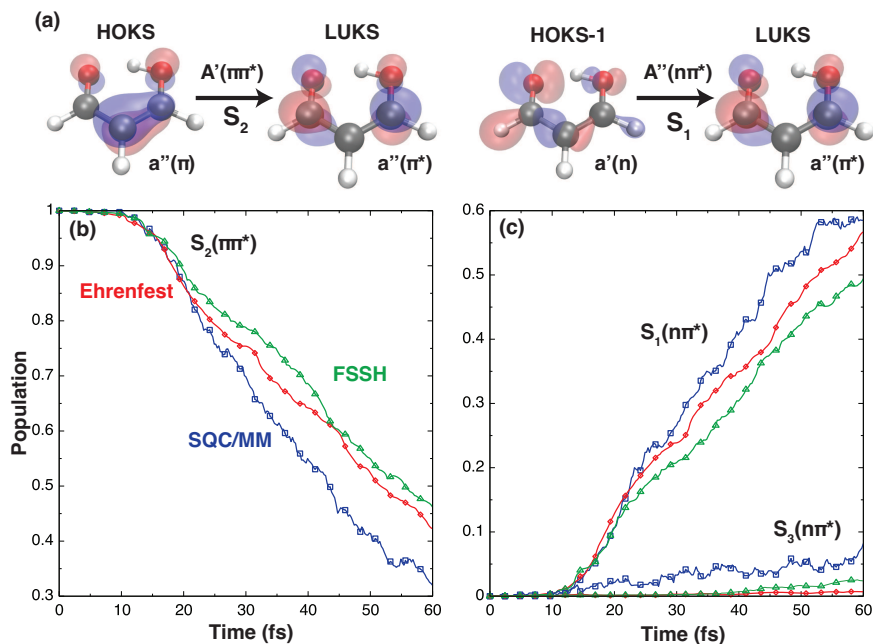 (a)
HOKS
LUKS
HOKS-1
LUKS
A'(ππ*)
S2
A''(nπ*)
S1
a''(π)
a''(π*)
a'(n)
a''(π*)
(b)
S2(ππ*)
Ehrenfest
FSSH
SQC/MM
Population
1
0.9
0.8
0.7
0.6
0.5
0.4
0.3
0
10
20
30
40
50
60
Time (fs)
(c)
S1(nπ*)
S3(nπ*)
0.6
0.5
0.4
0.3
0.2
0.1
0
0
10
20
30
40
50
60
Time (fs)